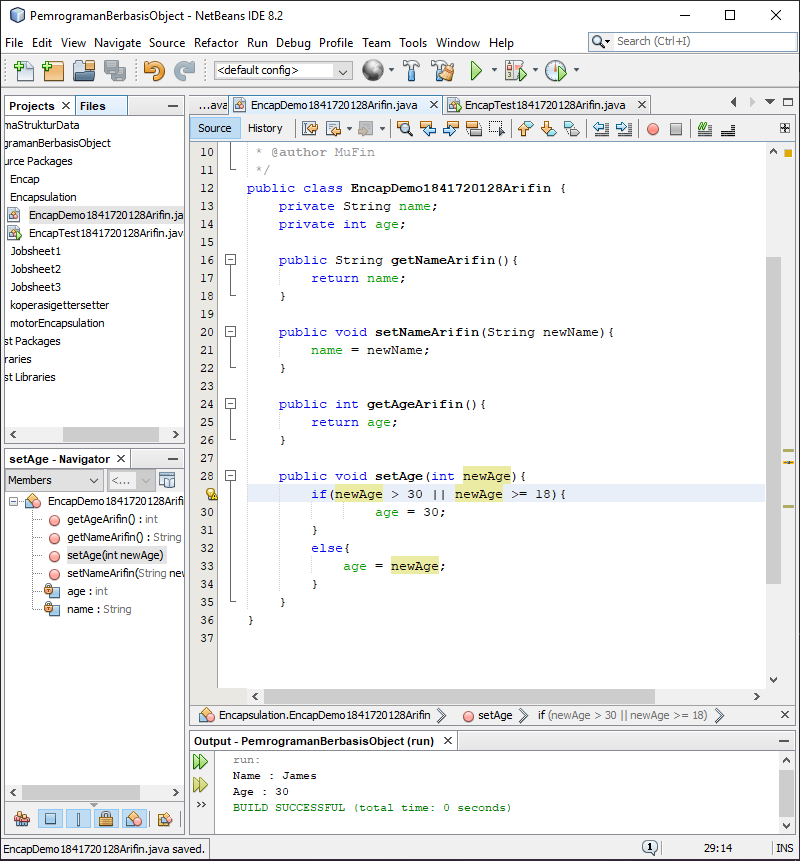 PemrogramanBerbasisObject - NetBeans IDE 8.2
File Edit View Navigate Source Refactor Run Debug Profile Team Tools Window Help
Search (Ctrl+I)
<default config>
Projects Files
maStrukturData
gramanBerbasisObject
urce Packages
Encap
Encapsulation
EncapDemo1841720128Arifin.ja
EncapTest1841720128Arifin.jav
Jobsheet1
Jobsheet2
Jobsheet3
koperasigettersetter
motorEncapsulation
st Packages
raries
st Libraries
setAge - Navigator
Members <...
EncapDemo1841720128Arifi
getAgeArifin() : int
getNameArifin() : String
setAge(int newAge)
setNameArifin(String nev
age : int
name : String
...ava EncapDemo1841720128Arifin.java EncapTest1841720128Arifin.java
Source History
10 * @author MuFin
11 */
12 public class EncapDemo1841720128Arifin {
13 private String name;
14 private int age;
15
16 public String getNameArifin(){
17 return name;
18 }
19
20 public void setNameArifin(String newName){
21 name = newName;
22 }
23
24 public int getAgeArifin(){
25 return age;
26 }
27
28 public void setAge(int newAge){
if(newAge > 30 || newAge >= 18){
30 age = 30;
31 }
32 else{
33 age = newAge;
34 }
35 }
36 }
37
Encapsulation.EncapDemo1841720128Arifin setAge if (newAge > 30 || newAge >= 18)
Output - PemrogramanBerbasisObject (run)
run:
Name : James
Age : 30
BUILD SUCCESSFUL (total time: 0 seconds)
EncapDemo1841720128Arifin.java saved.
1 29:14 INS